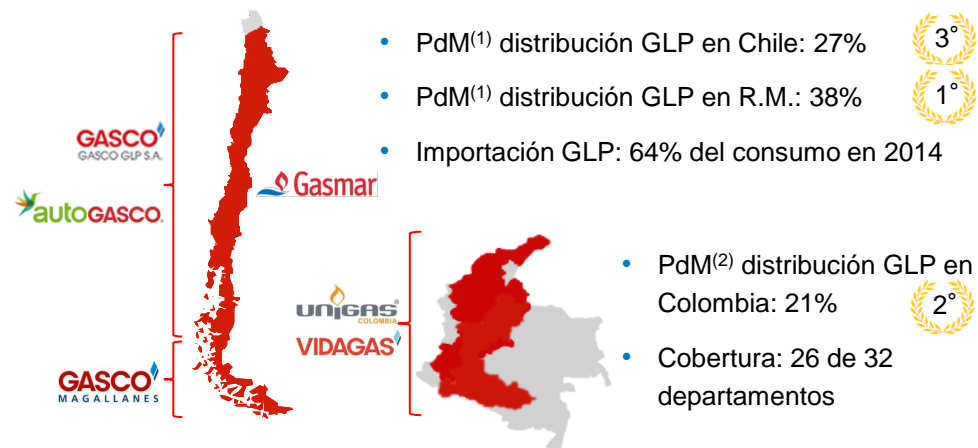 PdM(1) distribución GLP en Chile: 27%
3°
PdM(1) distribución GLP en R.M.: 38%
1°
Importación GLP: 64% del consumo en 2014
GASCO
GASCO GLP S.A.
Gasmar
autoGASCO.
PdM(2) distribución GLP en
Colombia: 21%
2°
Cobertura: 26 de 32
departamentos
UNIGAS®
COLOMBIA
VIDAGAS
GASCO
MAGALLANES